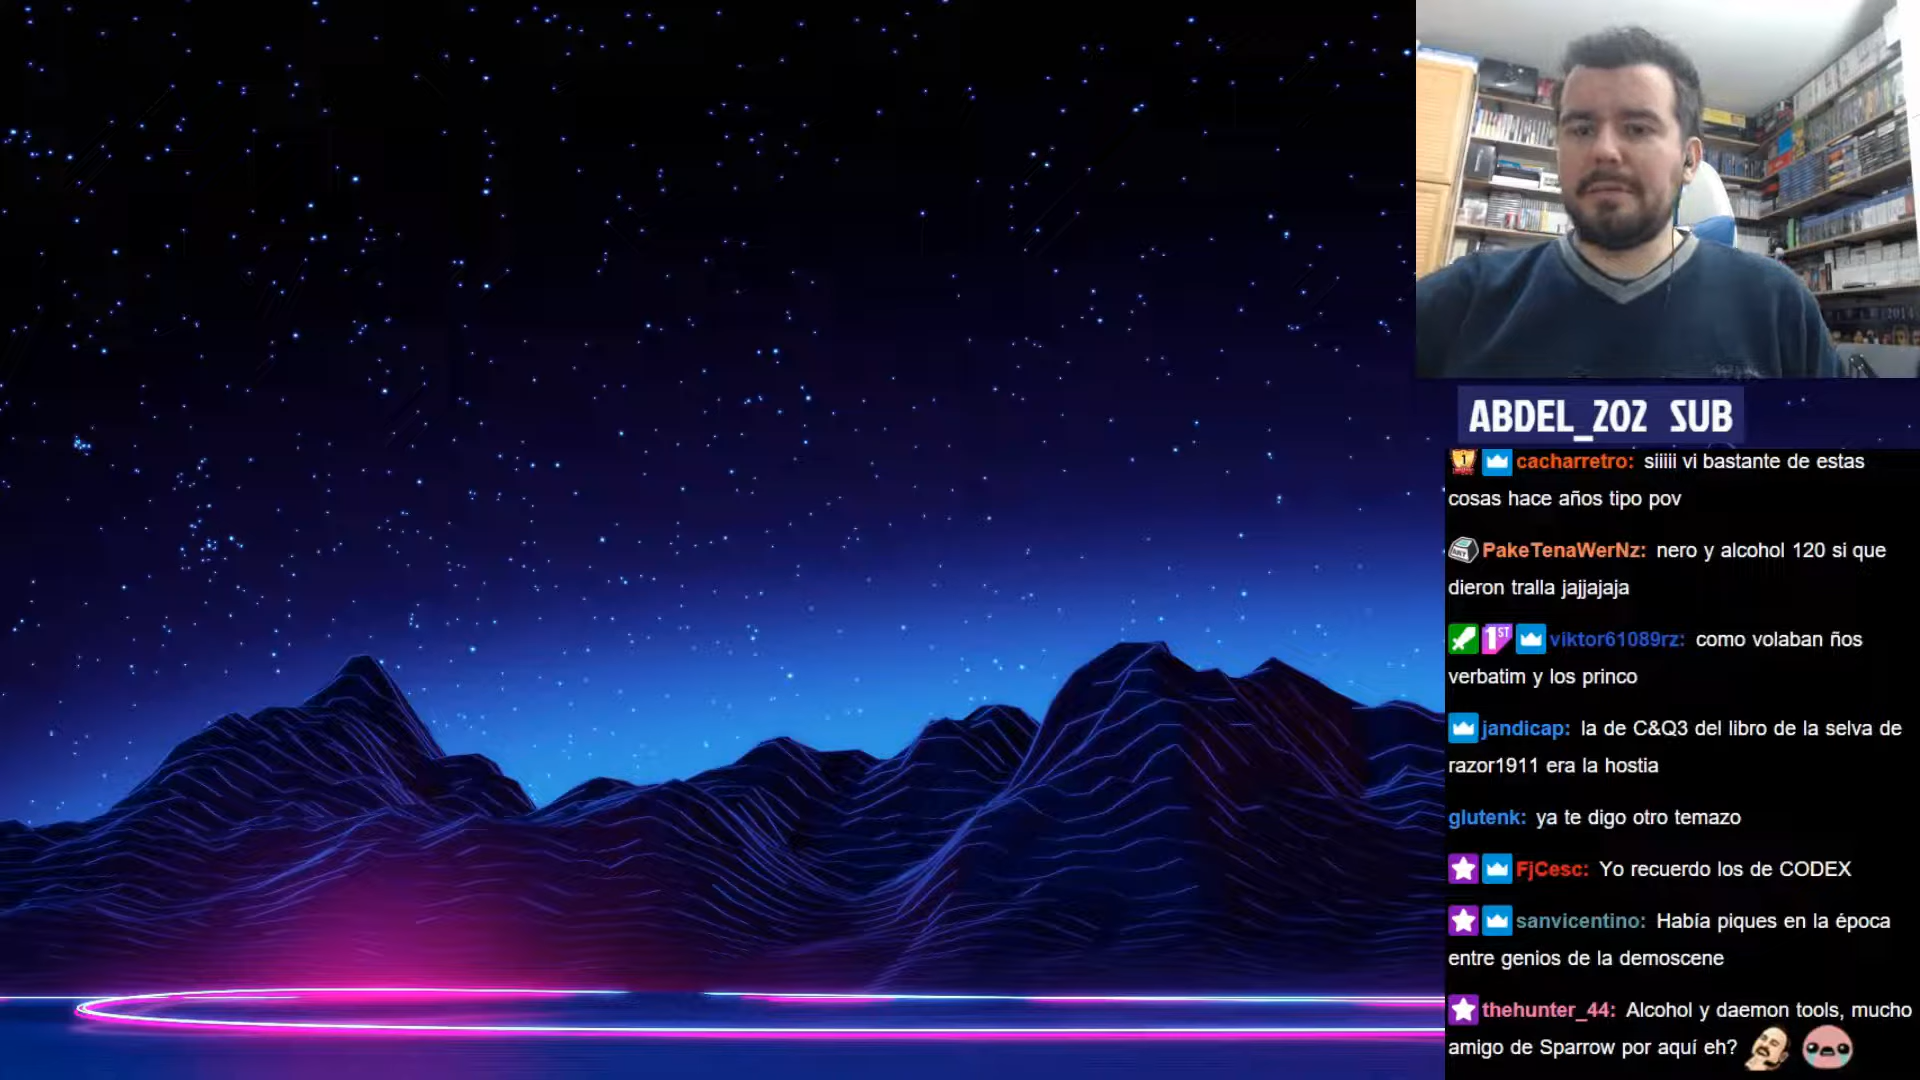 2014
ABDEL_202 SUB
cacharretro: siiiii vi bastante de estas
cosas hace años tipo pov
PakeTenaWerNz: nero y alcohol 120 si que
dieron tralla jajjajaja
1ST viktor61089rz: como volaban ños
verbatim y los princo
jandicap: la de C&Q3 del libro de la selva de
razor1911 era la hostia
glutenk: ya te digo otro temazo
FjCesc: Yo recuerdo los de CODEX
sanvicentino: Había piques en la época
entre genios de la demoscene
thehunter_44: Alcohol y daemon tools, mucho
amigo de Sparrow por aquí eh?